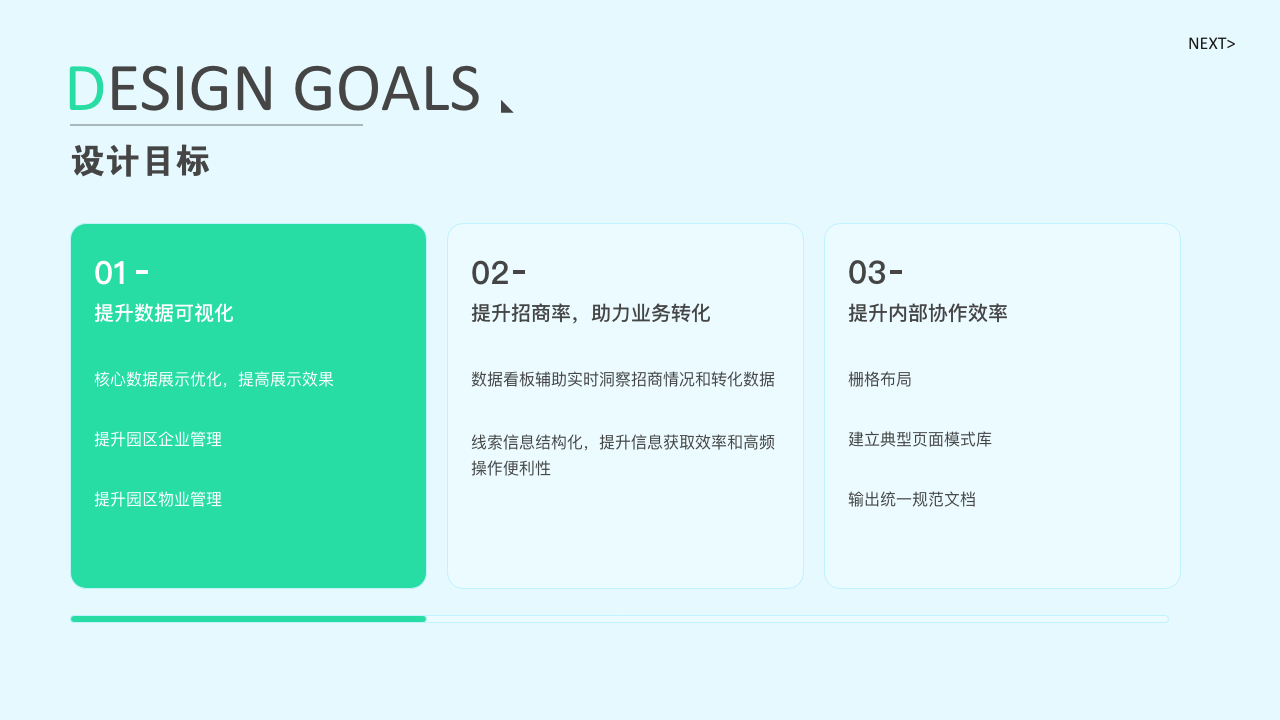 NEXT>
DESIGN GOALS
设计目标
01 -
提升数据可视化
核心数据展示优化，提高展示效果
提升园区企业管理
提升园区物业管理
02-
提升招商率，助力业务转化
数据看板辅助实时洞察招商情况和转化数据
线索信息结构化，提升信息获取效率和高频
操作便利性
03-
提升内部协作效率
栅格布局
建立典型页面模式库
输出统一规范文档